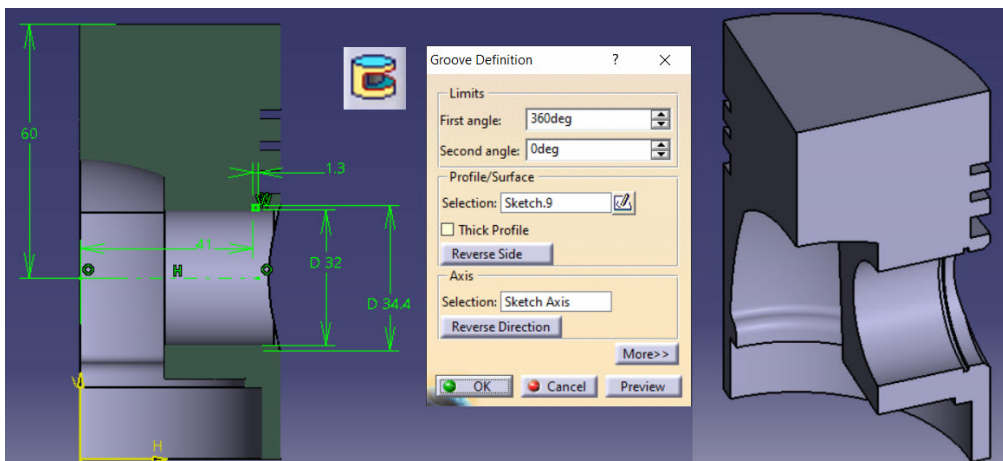 60
1.3
41
H
D 32
D 34.4
V
H
Groove Definition ? ×
Limits
First angle: 360deg
Second angle: 0deg
Profile/Surface
Selection: Sketch.9
Thick Profile
Reverse Side
Axis
Selection: Sketch Axis
Reverse Direction
More>>
OK Cancel Preview